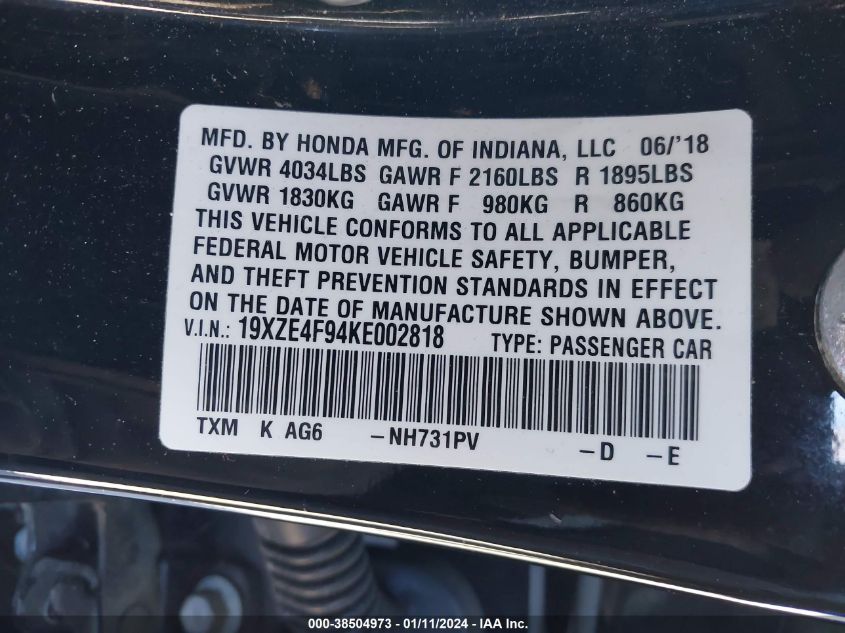 MFD. BY HONDA MFG. OF INDIANA, LLC 06/'18
GVWR 4034LBS GAWR F 2160LBS R 1895LBS
GVWR 1830KG GAWR F 980KG R 860KG
THIS VEHICLE CONFORMS TO ALL APPLICABLE
FEDERAL MOTOR VEHICLE SAFETY, BUMPER,
AND THEFT PREVENTION STANDARDS IN EFFECT
ON THE DATE OF MANUFACTURE SHOWN ABOVE.
V.I.N.: 19XZE4F94KE002818 TYPE: PASSENGER CAR
TXM K AG6 -NH731PV -D -E
000-38504973 - 01/11/2024 - IAA Inc.